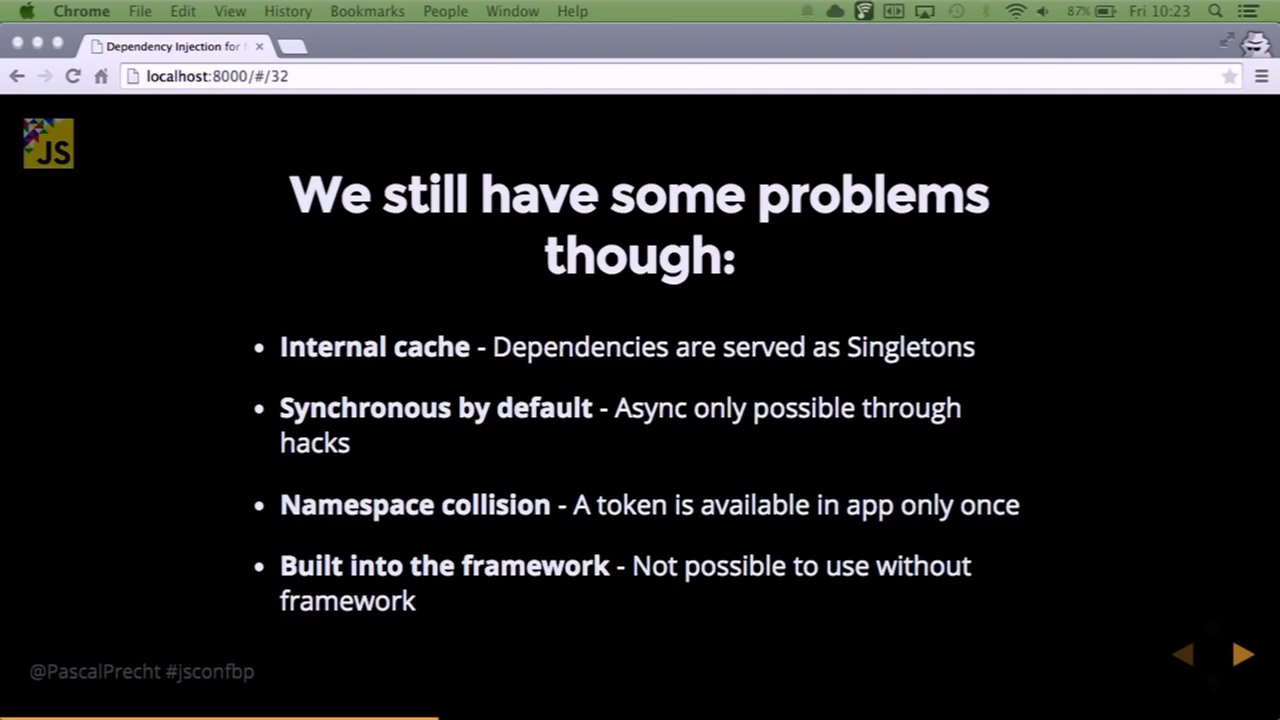 Chrome File Edit View History Bookmarks People Window Help 87% Fri 10:23
Dependency Injection for
localhost:8000/#/32
JS
We still have some problems
though:
• Internal cache - Dependencies are served as Singletons
• Synchronous by default - Async only possible through
hacks
• Namespace collision - A token is available in app only once
• Built into the framework - Not possible to use without
framework
@PascalPrecht #jsconfbp